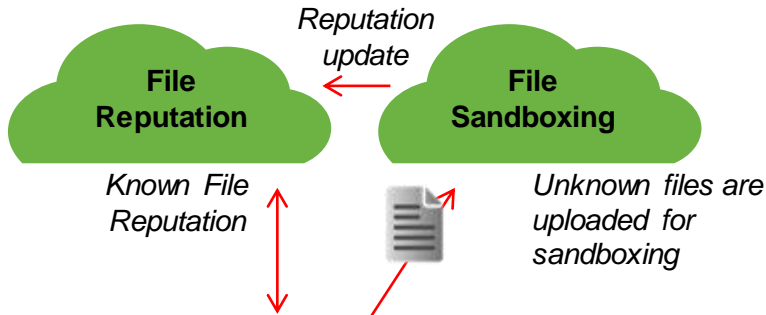 Reputation
update
File
Reputation
File
Sandboxing
Known File
Reputation
Unknown files are
uploaded for
sandboxing